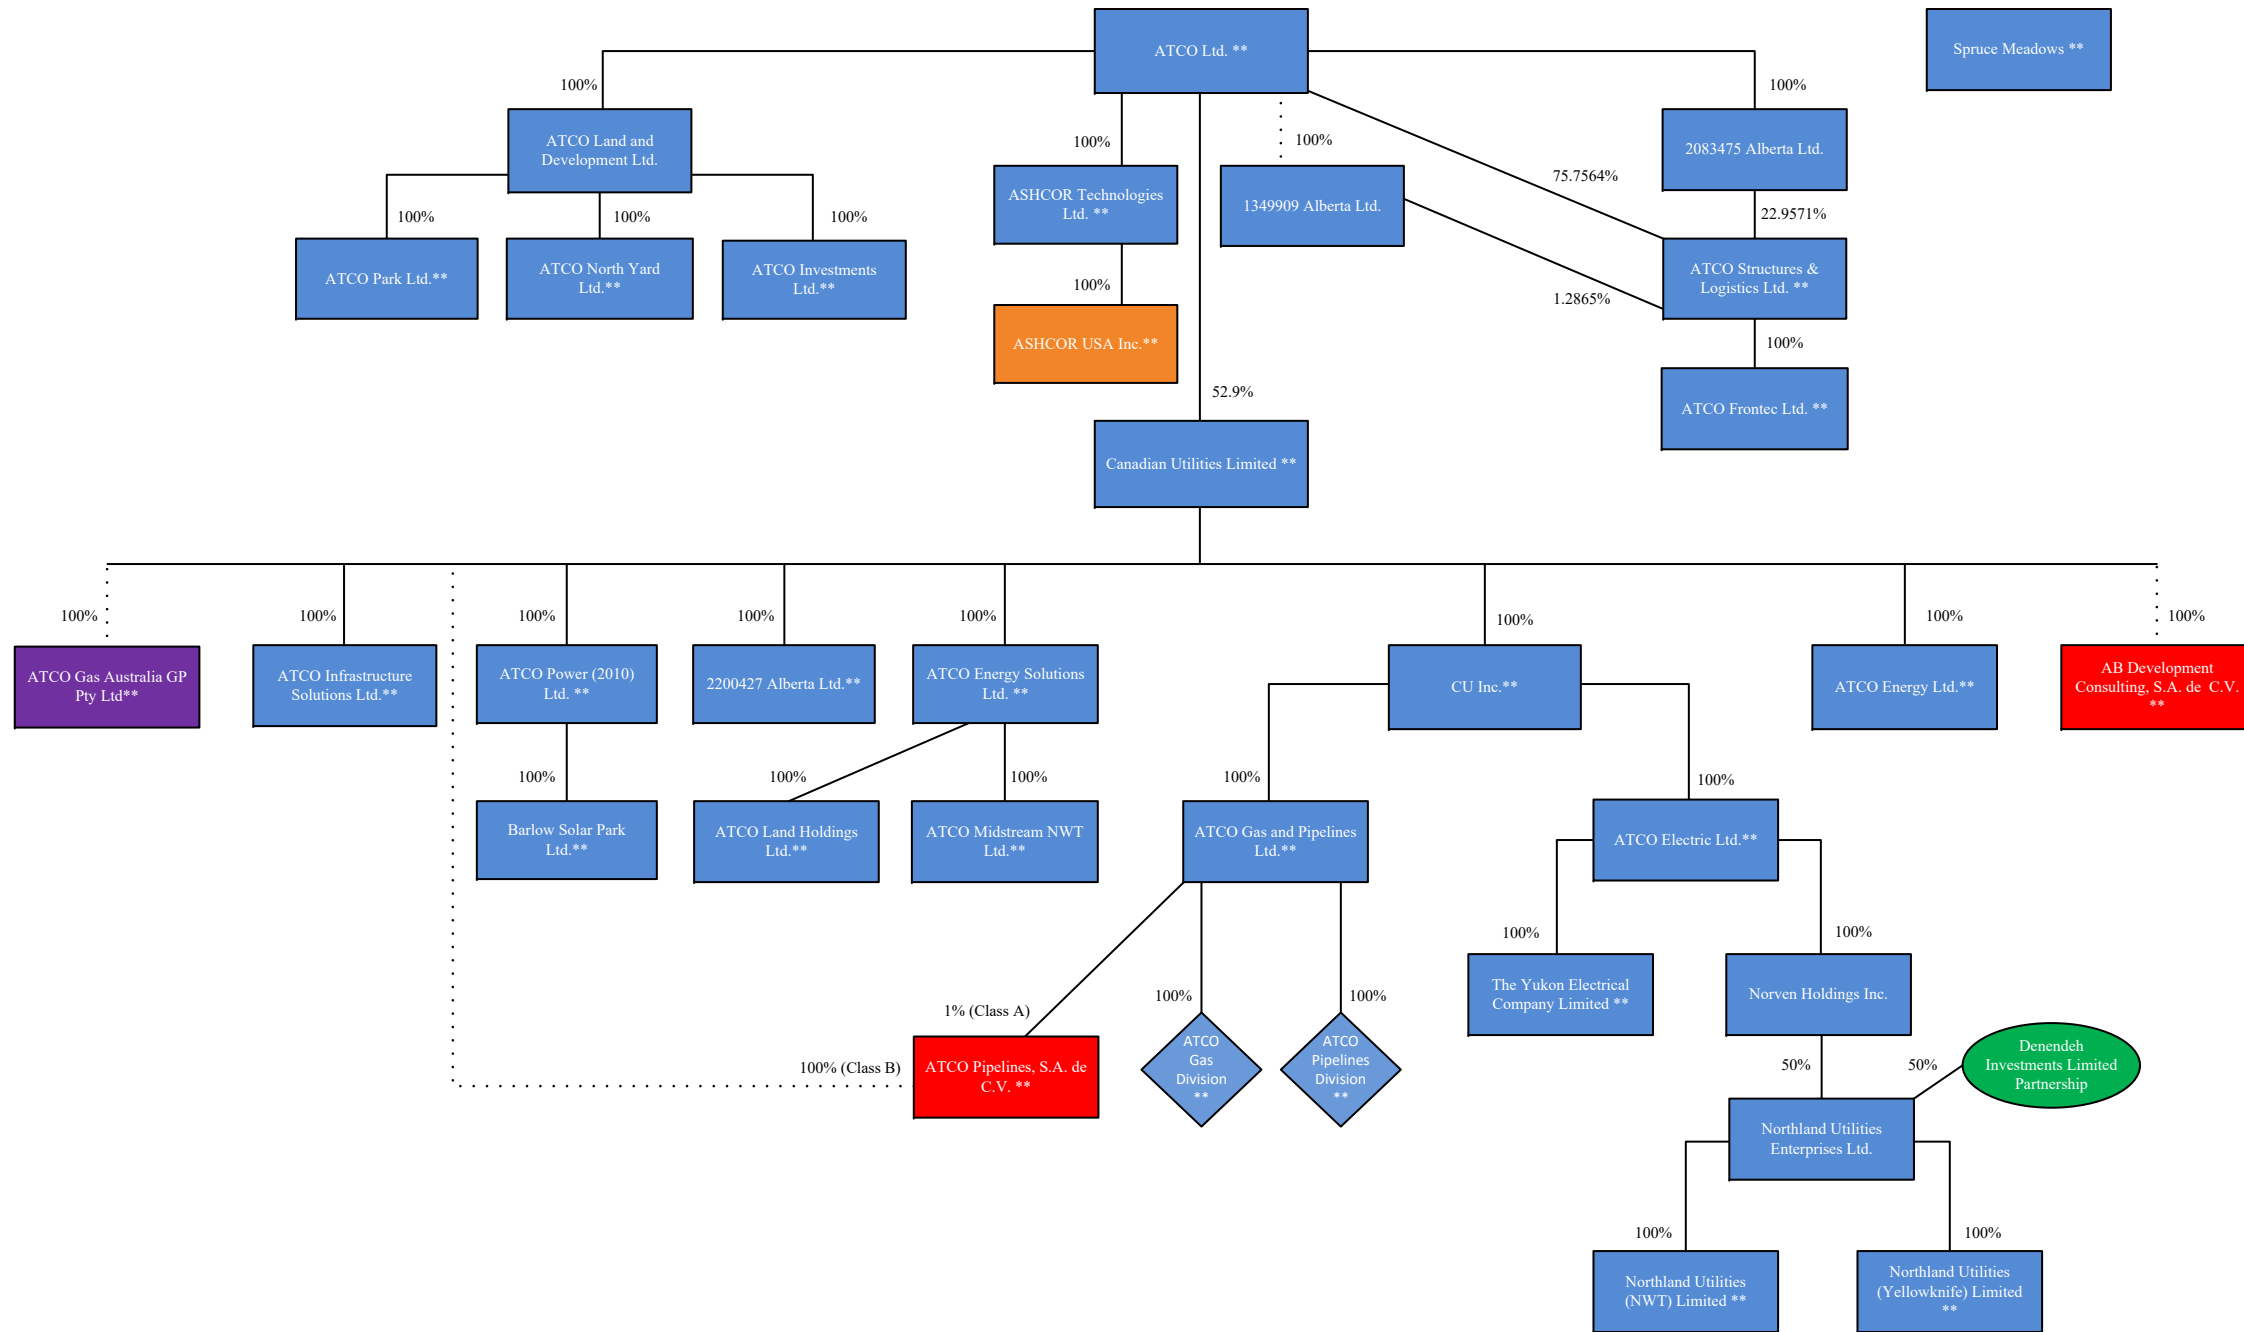 ATCO Ltd. **
Spruce Meadows **
100%
100%
ATCO Land and
Development Ltd.
100%
100%
2083475 Alberta Ltd.
75.7564%
ASHCOR Technologies
Ltd. **
1349909 Alberta Ltd.
100%
100%
100%
22.9571%
ATCO Park Ltd.**
ATCO North Yard
Ltd.**
ATCO Investments
Ltd.**
100%
1.2865%
ATCO Structures &
Logistics Ltd. **
ASHCOR USA Inc.**
100%
52.9%
ATCO Frontec Ltd. **
Canadian Utilities Limited **
100%
100%
100%
100%
100%
100%
100%
100%
ATCO Gas Australia GP
Pty Ltd**
ATCO Infrastructure
Solutions Ltd.**
ATCO Power (2010)
Ltd. **
2200427 Alberta Ltd.**
ATCO Energy Solutions
Ltd. **
CU Inc.**
ATCO Energy Ltd.**
AB Development
Consulting, S.A. de  C.V.
**
100%
100%
100%
100%
100%
Barlow Solar Park
Ltd.**
ATCO Land Holdings
Ltd.**
ATCO Midstream NWT
Ltd.**
ATCO Gas and Pipelines
Ltd.**
ATCO Electric Ltd.**
100%
100%
The Yukon Electrical
Company Limited **
Norven Holdings Inc.
1% (Class A)
100%
100%
100% (Class B)
ATCO Pipelines, S.A. de
C.V. **
ATCO
Gas
Division
**
ATCO
Pipelines
Division
**
50%
50%
Denendeh
Investments Limited
Partnership
Northland Utilities
Enterprises Ltd.
100%
100%
Northland Utilities
(NWT) Limited **
Northland Utilities
(Yellowknife) Limited
**